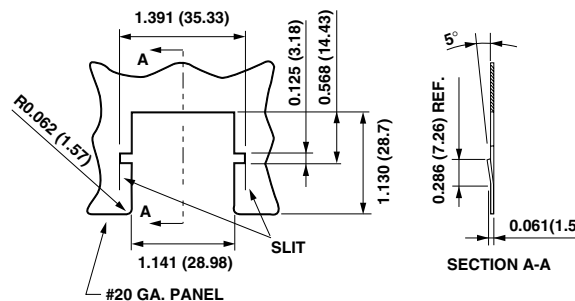 1.391 (35.33)
A
0.125 (3.18)
0.568 (14.43)
R0.062
(1.57)
1.130 (28.7)
A
SLIT
1.141 (28.98)
#20 GA. PANEL
5°
0.286 (7.26) REF.
0.061(1.5
SECTION A-A